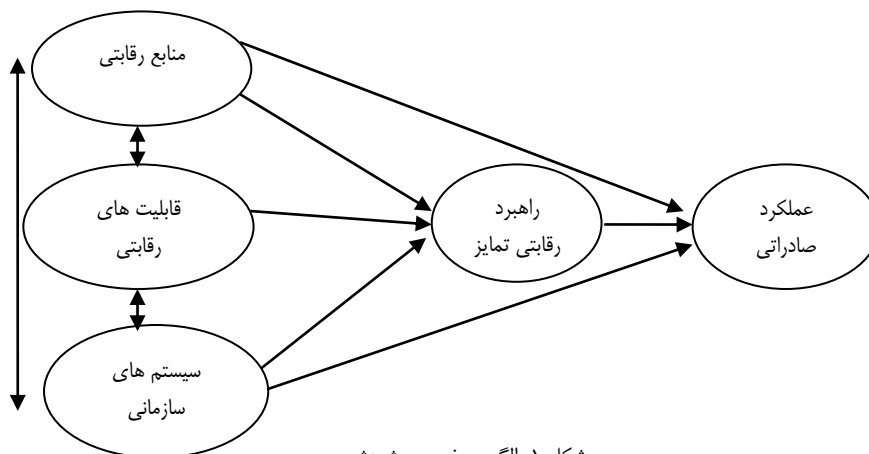 منابع رقابتی
قابلیت های
رقابتی
راهبرد
رقابتی تمایز
عملکرد
صادراتی
سیستم های
سازمانی